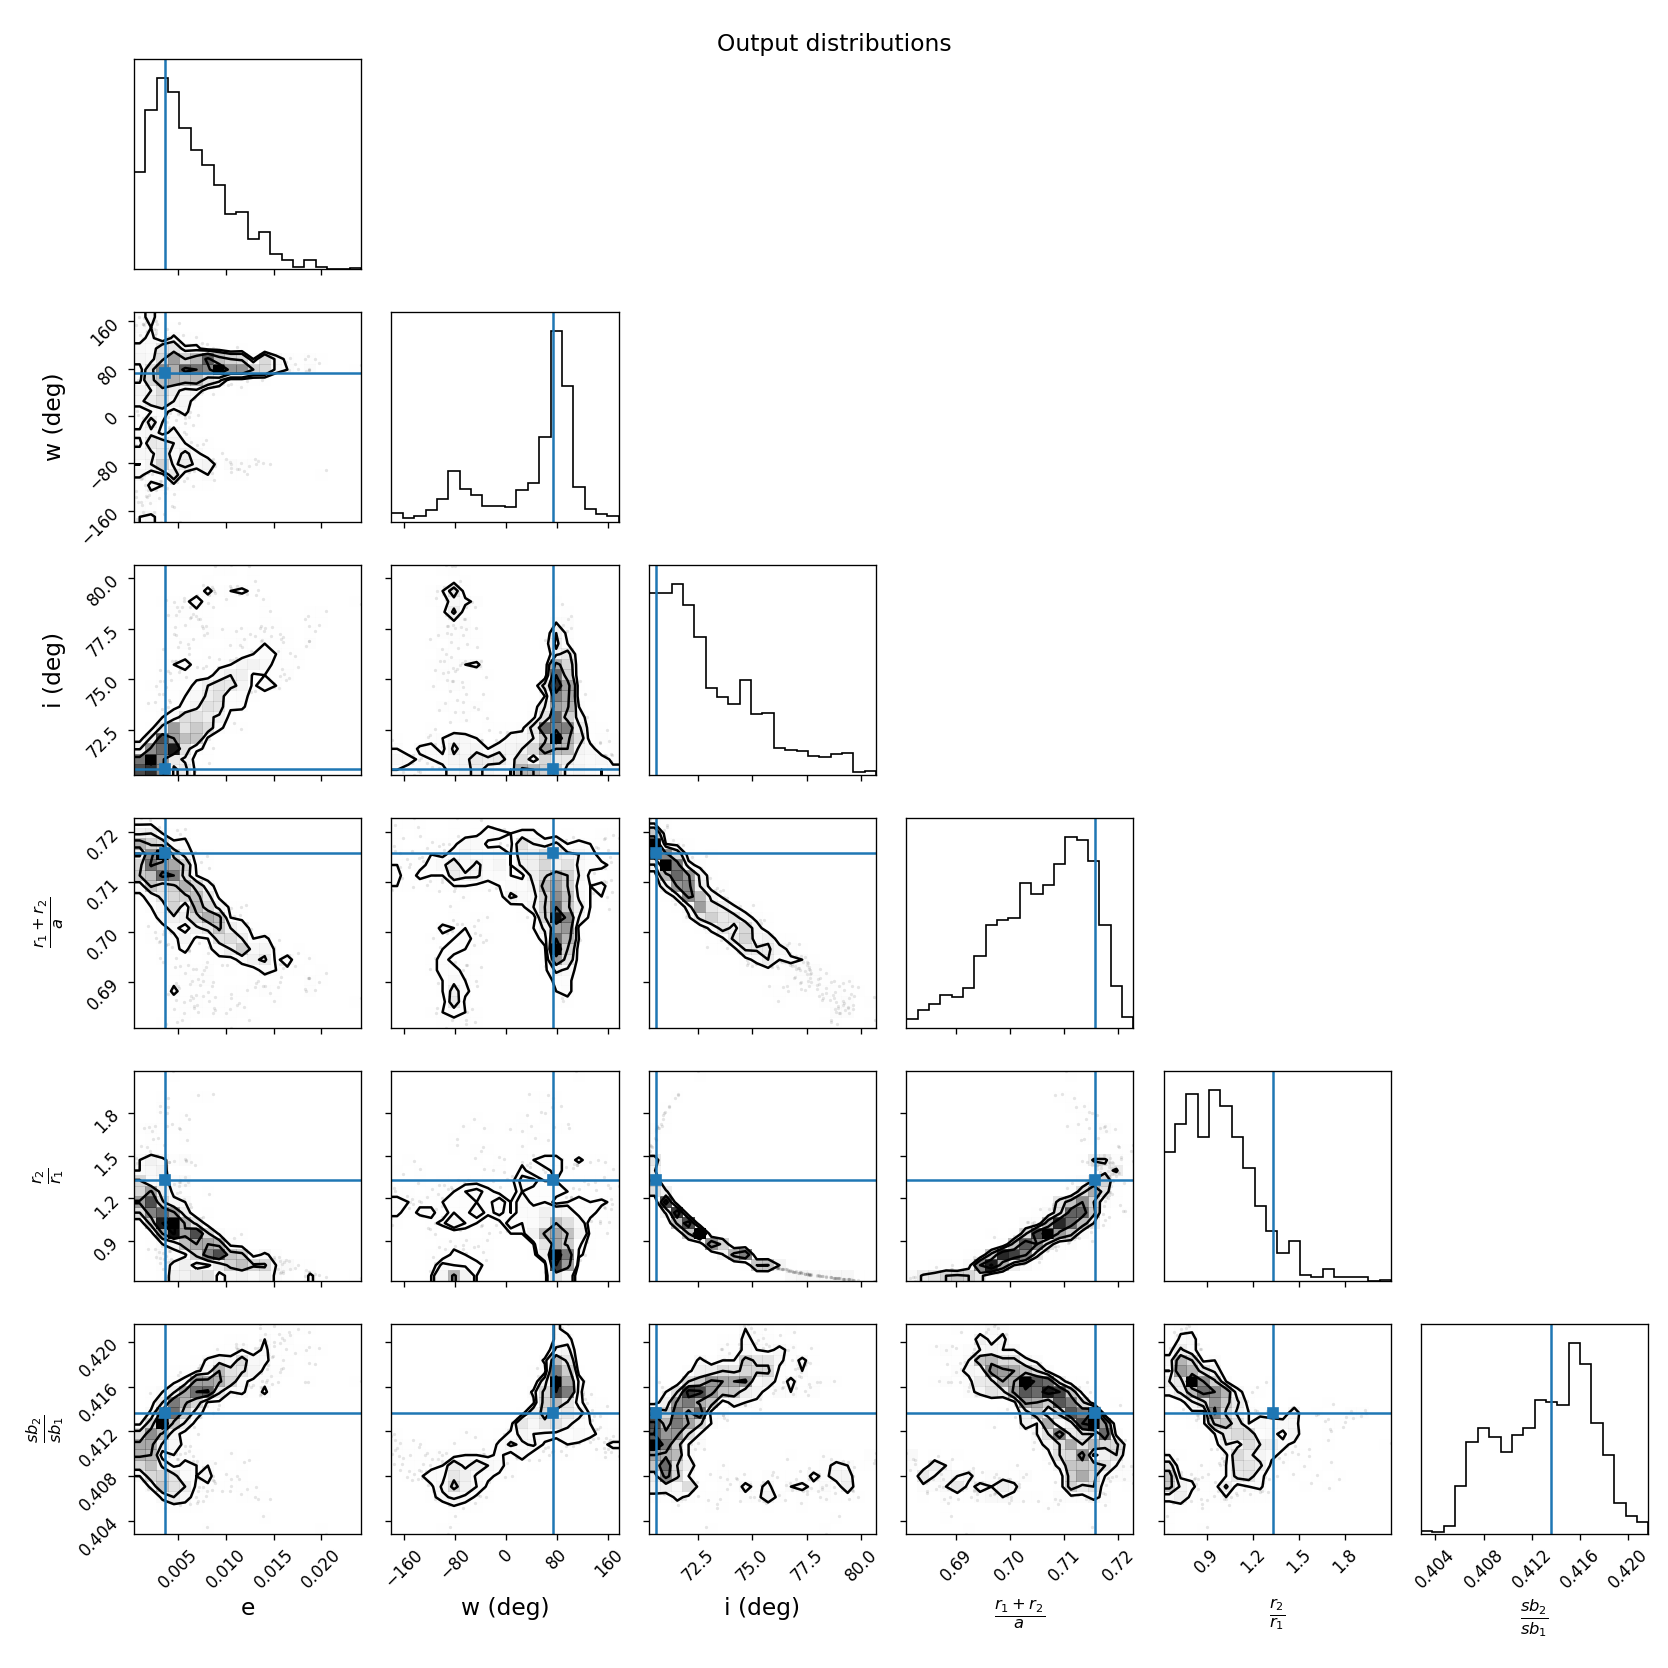 Output distributions
160
80
0
−80
−160
w (deg)
80.0
77.5
75.0
72.5
i (deg)
0.72
0.71
0.70
0.69
r1 + r2
a
1.8
1.5
1.2
0.9
r2
r1
0.420
0.416
0.412
0.408
0.404
sb2
sb1
0.005 0.010 0.015 0.020 −160 −80 0 80 160 72.5 75.0 77.5 80.0 0.69 0.70 0.71 0.72 0.9 1.2 1.5 1.8 0.404 0.408 0.412 0.416 0.420
e w (deg) i (deg) r1 + r2 r2 sb2
a r1 sb1